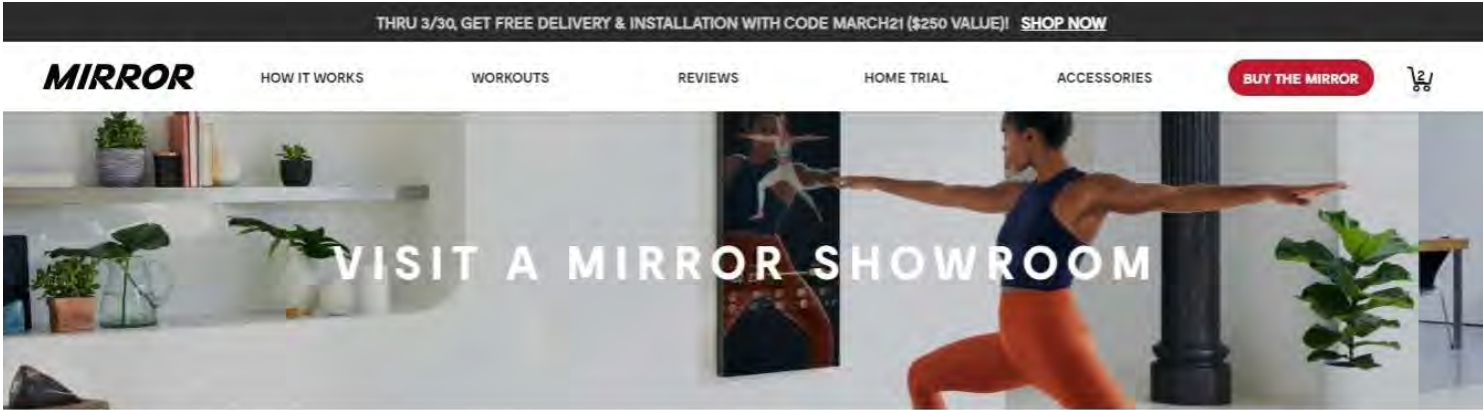 THRU 3/30, GET FREE DELIVERY & INSTALLATION WITH CODE MARCH21 ($250 VALUE)! SHOP NOW
MIRROR HOW IT WORKS WORKOUTS REVIEWS HOME TRIAL ACCESSORIES BUY THE MIRROR 2
VISIT A MIRROR SHOWROOM